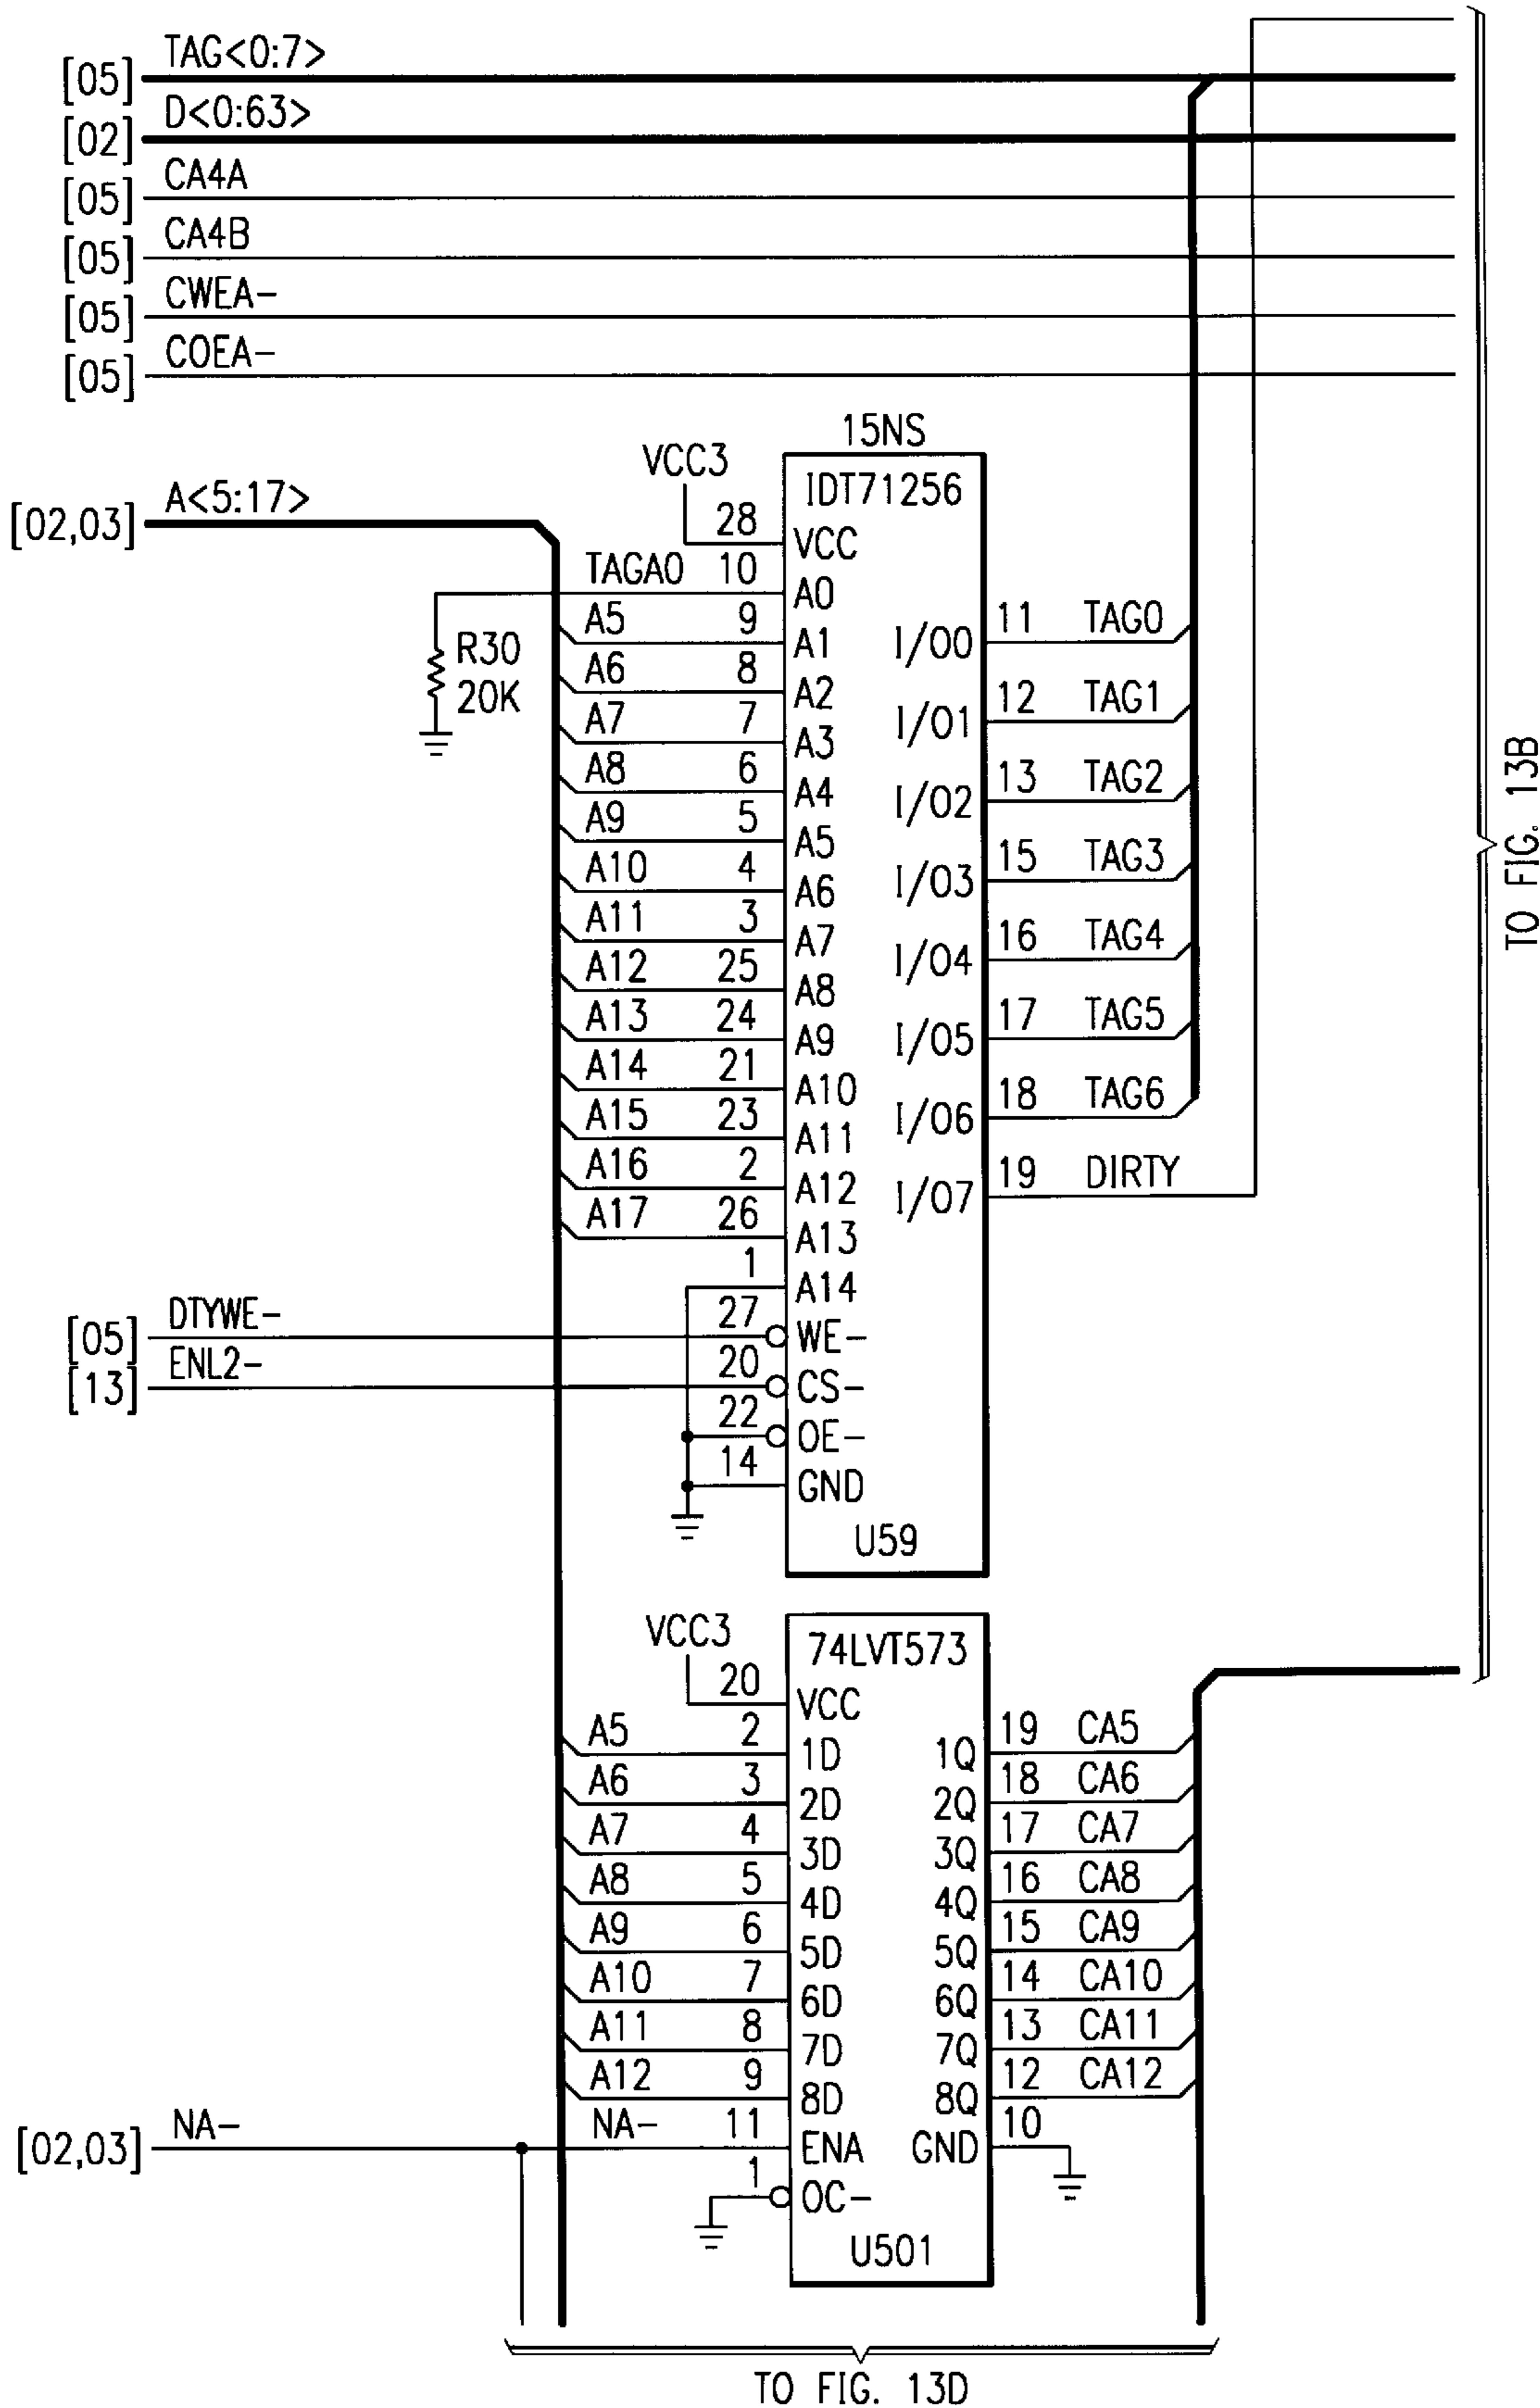 [05] TAG<0:7>
[02] D<0:63>
[05] CA4A
[05] CA4B
[05] CWEA-
[05] COEA-
15NS
VCC3
IDT71256
[02,03] A<5:17>
28 VCC
TAGA0 10 A0
A5 9 A1 I/O0 11 TAG0
R30
20K
A6 8 A2
A7 7 A3 I/O1 12 TAG1
A8 6 A4 I/O2 13 TAG2
A9 5 A5
A10 4 A6 I/O3 15 TAG3
A11 3 A7
A12 25 A8 I/O4 16 TAG4
A13 24 A9 I/O5 17 TAG5
A14 21 A10
A15 23 A11 I/O6 18 TAG6
A16 2 A12 I/O7 19 DIRTY
A17 26 A13
1 A14
[05] DTYWE- 27 WE-
[13] ENL2- 20 CS-
22 OE-
14 GND
U59
TO FIG. 13B
VCC3
74LVT573
20 VCC
A5 2 1D 1Q 19 CA5
A6 3 2D 2Q 18 CA6
A7 4 3D 3Q 17 CA7
A8 5 4D 4Q 16 CA8
A9 6 5D 5Q 15 CA9
A10 7 6D 6Q 14 CA10
A11 8 7D 7Q 13 CA11
A12 9 8D 8Q 12 CA12
[02,03] NA- NA- 11 ENA GND 10
1 OC-
U501
TO FIG. 13D